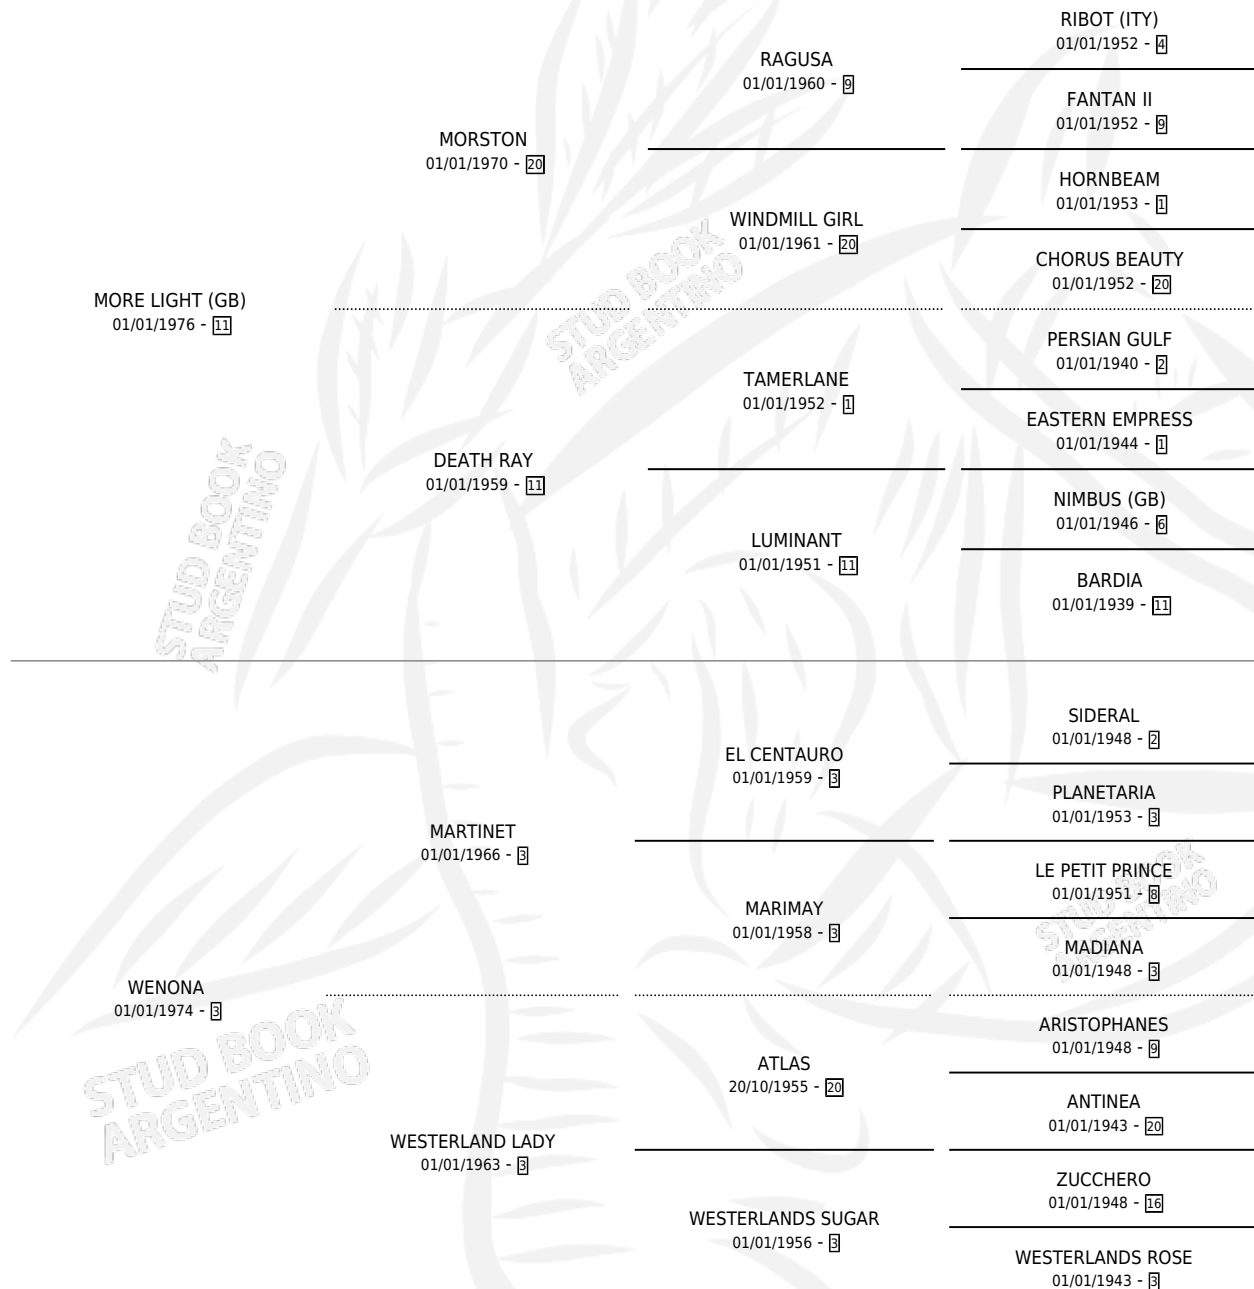 RIBOT (ITY)
01/01/1952 - 4
RAGUSA
01/01/1960 - 9
FANTAN II
01/01/1952 - 9
MORSTON
01/01/1970 - 20
HORNBEAM
01/01/1953 - 1
WINDMILL GIRL
01/01/1961 - 20
CHORUS BEAUTY
01/01/1952 - 20
MORE LIGHT (GB)
01/01/1976 - 11
PERSIAN GULF
01/01/1940 - 2
TAMERLANE
01/01/1952 - 1
EASTERN EMPRESS
01/01/1944 - 1
DEATH RAY
01/01/1959 - 11
NIMBUS (GB)
01/01/1946 - 6
LUMINANT
01/01/1951 - 11
BARDIA
01/01/1939 - 11
SIDERAL
01/01/1948 - 2
EL CENTAURO
01/01/1959 - 3
PLANETARIA
01/01/1953 - 3
MARTINET
01/01/1966 - 3
LE PETIT PRINCE
01/01/1951 - 8
MARIMAY
01/01/1958 - 3
MADIANA
01/01/1948 - 3
WENONA
01/01/1974 - 3
ARISTOPHANES
01/01/1948 - 9
ATLAS
20/10/1955 - 20
ANTINEA
01/01/1943 - 20
WESTERLAND LADY
01/01/1963 - 3
ZUCCHERO
01/01/1948 - 16
WESTERLANDS SUGAR
01/01/1956 - 3
WESTERLANDS ROSE
01/01/1943 - 3
STUD BOOK
ARGENTINO
STUD BOOK
ARGENTINO
STUD BOOK
ARGENTINO
STUD BOOK
ARGENTINO